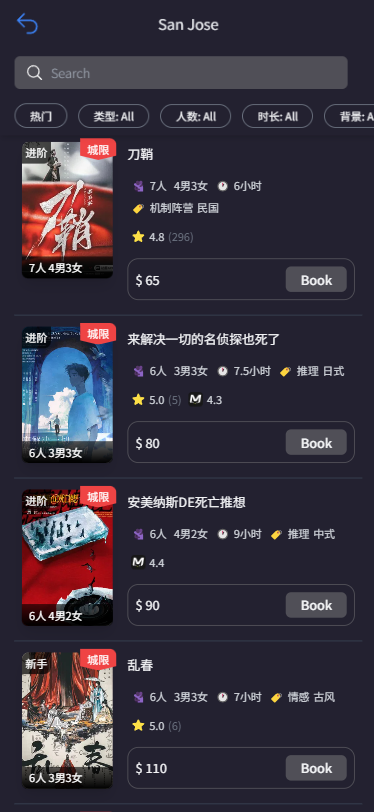 San Jose
Search
热门
类型: All
人数: All
时长: All
背景: A
进阶
城限
刀鞘
7人 4男3女
刀鞘
7人 4男3女 6小时
机制阵营 民国
4.8 (296)
$ 65
Book
进阶
城限
6人 3男3女
来解决一切的名侦探也死了
6人 3男3女 7.5小时 推理 日式
5.0 (5) M 4.3
$ 80
Book
进阶
城限
6人 4男2女
安美纳斯DE死亡推想
6人 4男2女 9小时 推理 中式
M 4.4
$ 90
Book
新手
城限
乱春
6人 3男3女
乱春
6人 3男3女 7小时 情感 古风
5.0 (6)
$ 110
Book